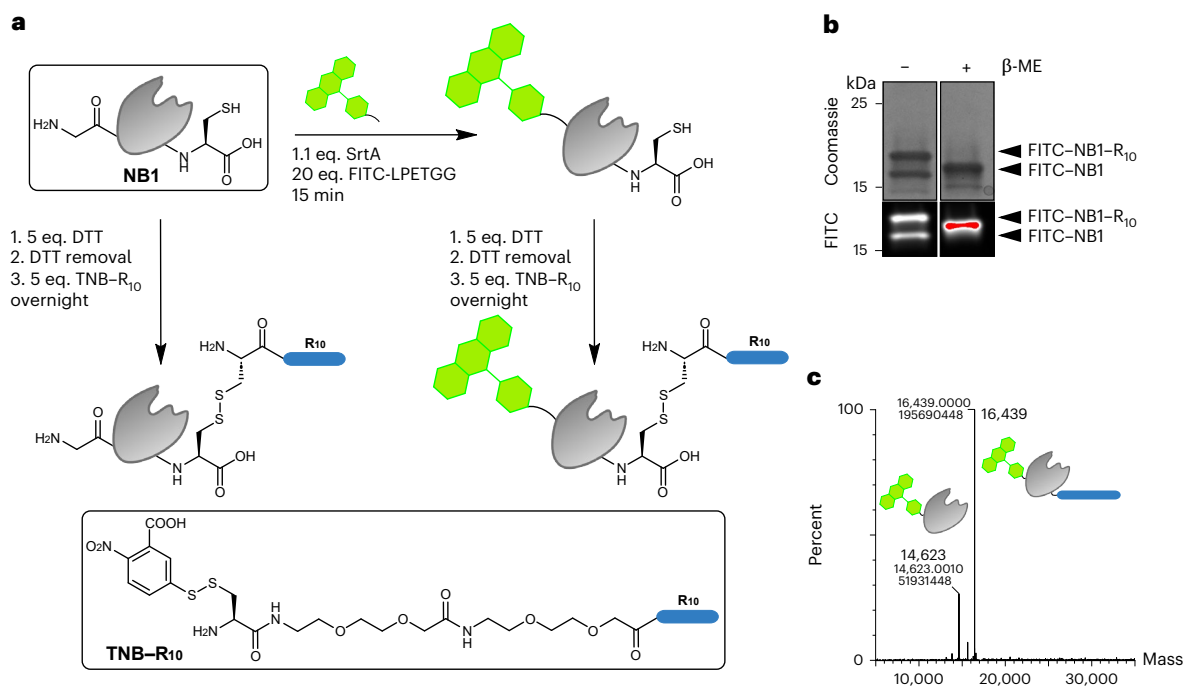 a
H₂N
O
SH
N
H
OH
O
NB1
1.1 eq. SrtA
20 eq. FITC-LPETGG
15 min
SH
N
H
OH
O
1. 5 eq. DTT
2. DTT removal
3. 5 eq. TNB–R₁₀
overnight
1. 5 eq. DTT
2. DTT removal
3. 5 eq. TNB–R₁₀
overnight
H₂N
O
R₁₀
S
S
H₂N
O
N
H
OH
O
H₂N
O
R₁₀
S
S
N
H
OH
O
COOH
O₂N
S
S
H₂N
O
H
N
O
O
O
N
H
O
O
O
R₁₀
TNB–R₁₀
b
– + β-ME
kDa
25
15
Coomassie
FITC–NB1–R₁₀
FITC–NB1
FITC
15
FITC–NB1–R₁₀
FITC–NB1
c
100
Percent
0
16,439.0000
195690448
16,439
14,623
14,623.0010
51931448
10,000 20,000 30,000
Mass